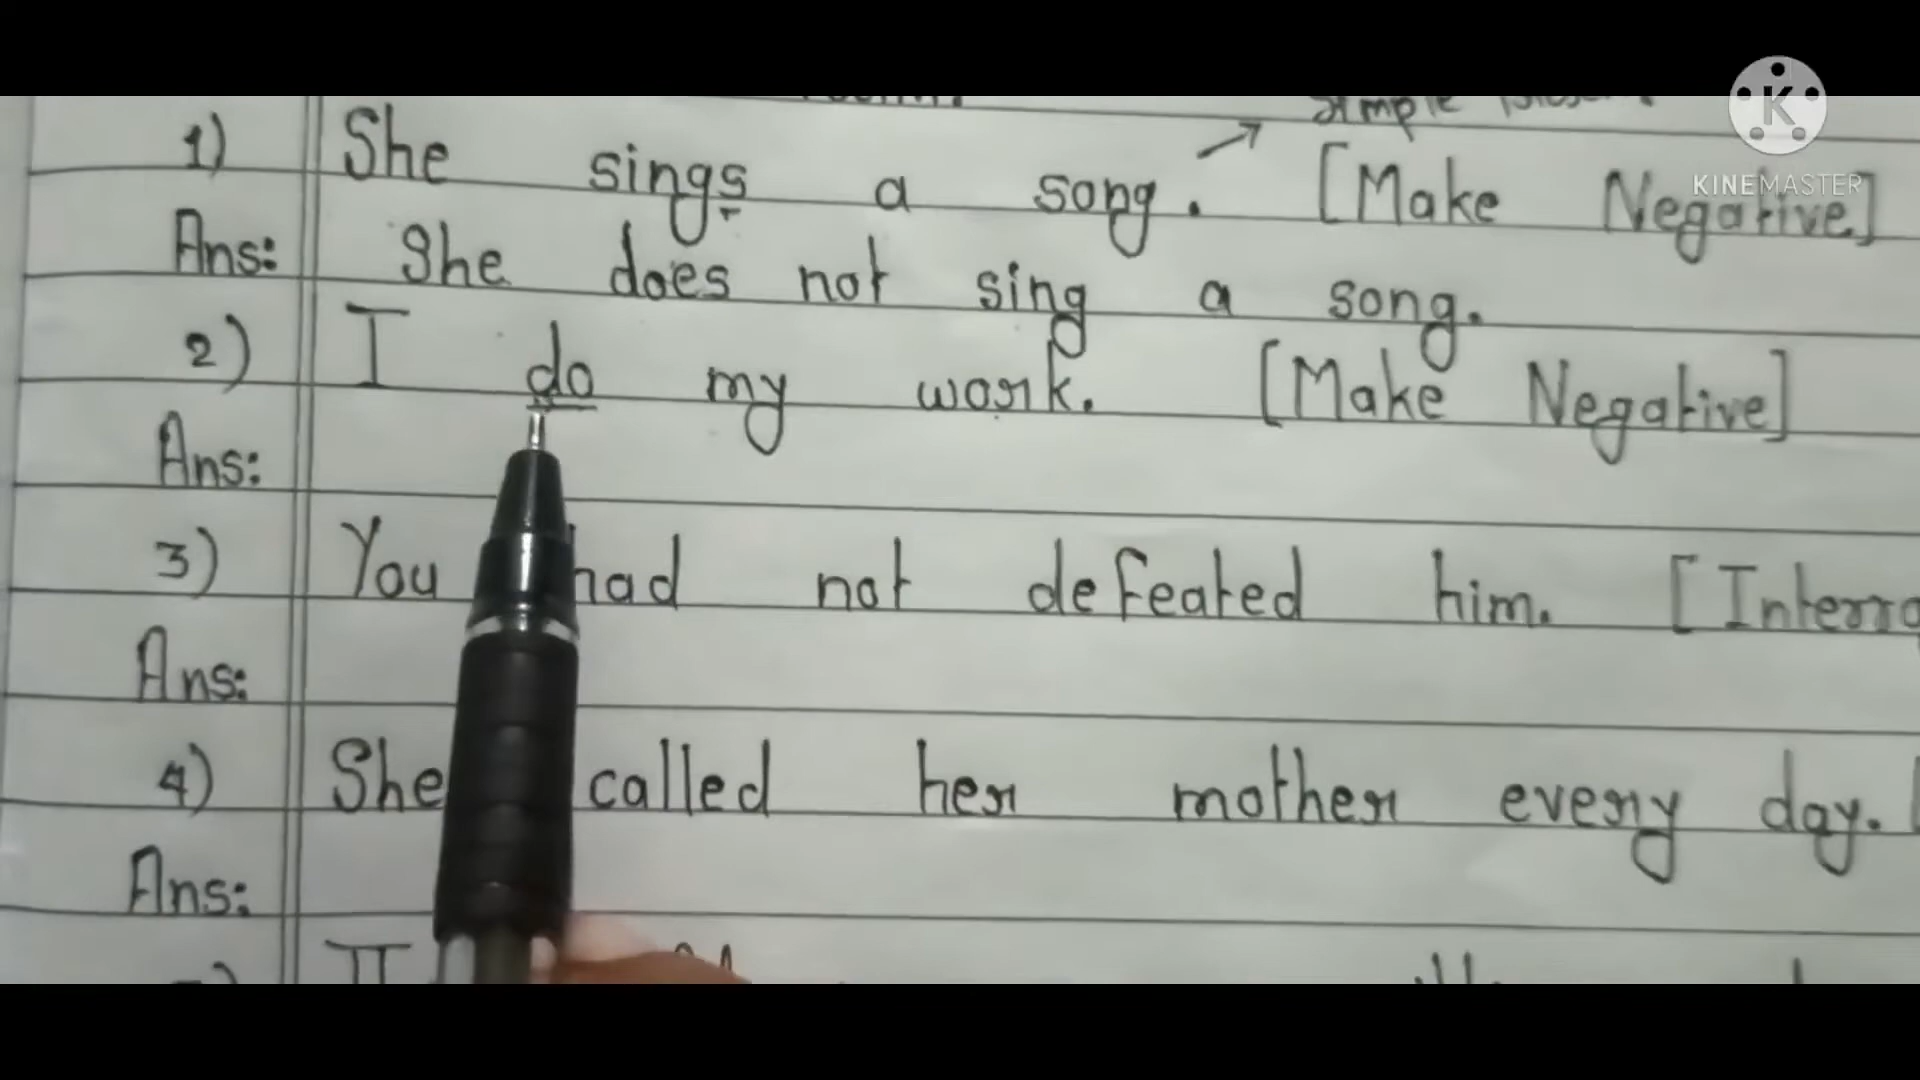 Simple
KINEMASTER
1) She sings a song. [Make Negative]
Ans: She does not sing a song.
2) I do my work. [Make Negative]
Ans:
3) You had not defeated him.
Ans:
4) She called her mother every day. [
Ans: